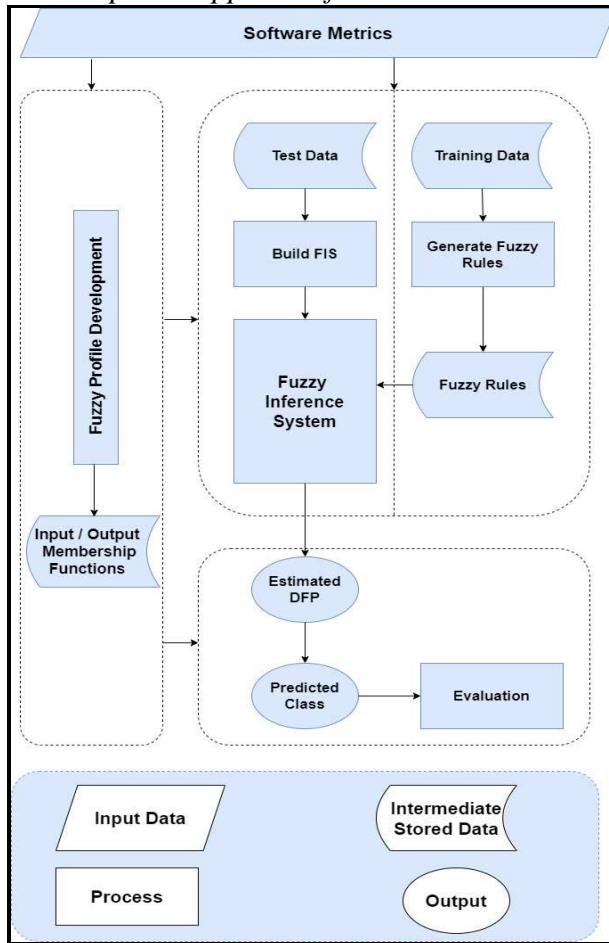 Software Metrics
Test Data
Training Data
Build FIS
Generate Fuzzy
Rules
Fuzzy Profile Development
Fuzzy
Inference
System
Fuzzy Rules
Input / Output
Membership
Functions
Estimated
DFP
Predicted
Class
Evaluation
Input Data
Intermediate
Stored Data
Process
Output